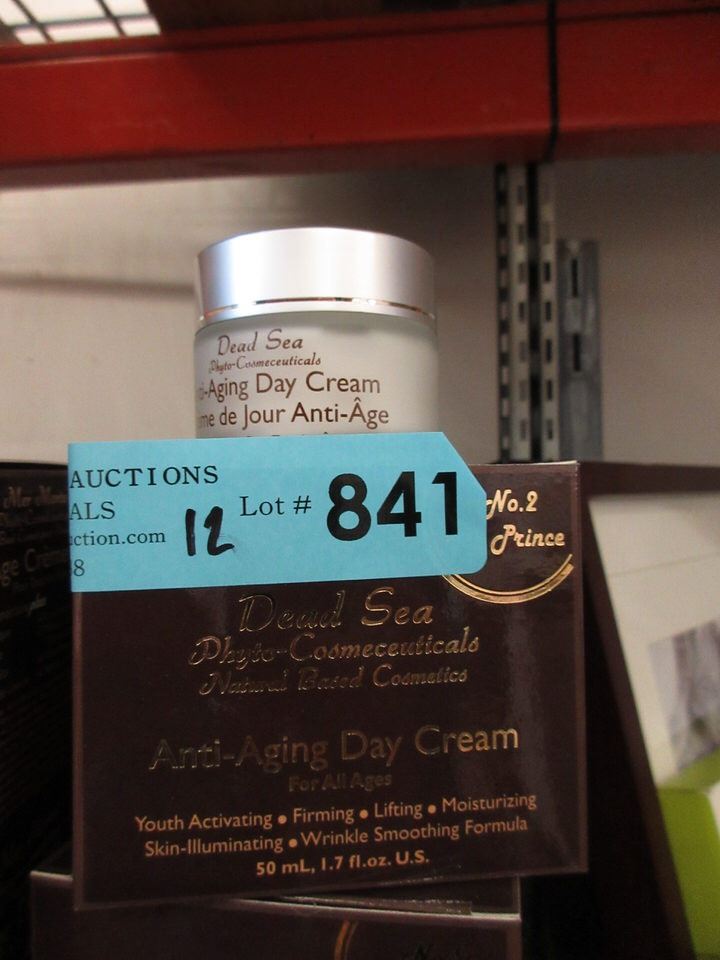 Dead Sea
Phyto-Cosmeceuticals
-Aging Day Cream
de Jour Anti-Âge
AUCTIONS
ALS
ction.com
8
12
Lot # 841
No.2
Prince
Dead Sea
Phyto-Cosmeceuticals
Natural Based Cosmetics
Anti-Aging Day Cream
For All Ages
Youth Activating • Firming • Lifting • Moisturizing
Skin-Illuminating • Wrinkle Smoothing Formula
50 mL, 1.7 fl.oz. U.S.